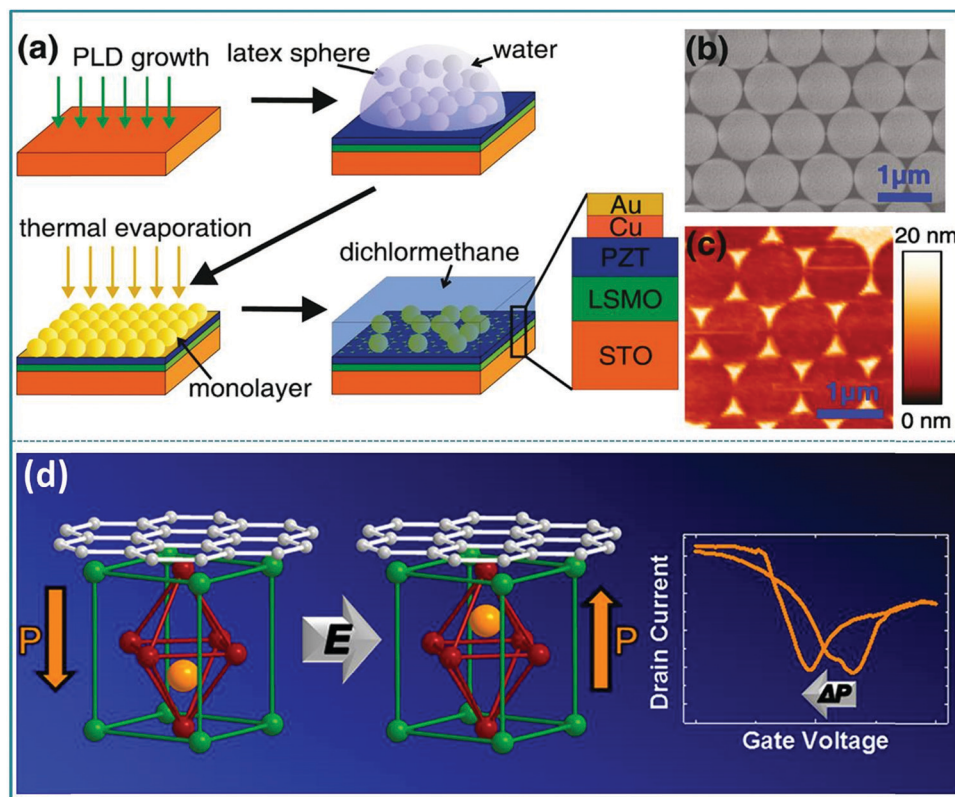 (a)
PLD growth
latex sphere
water
thermal evaporation
monolayer
dichlormethane
Au
Cu
PZT
LSMO
STO
(b)
1μm
(c)
1μm
20 nm
0 nm
(d)
P
E
P
Drain Current
ΔP
Gate Voltage